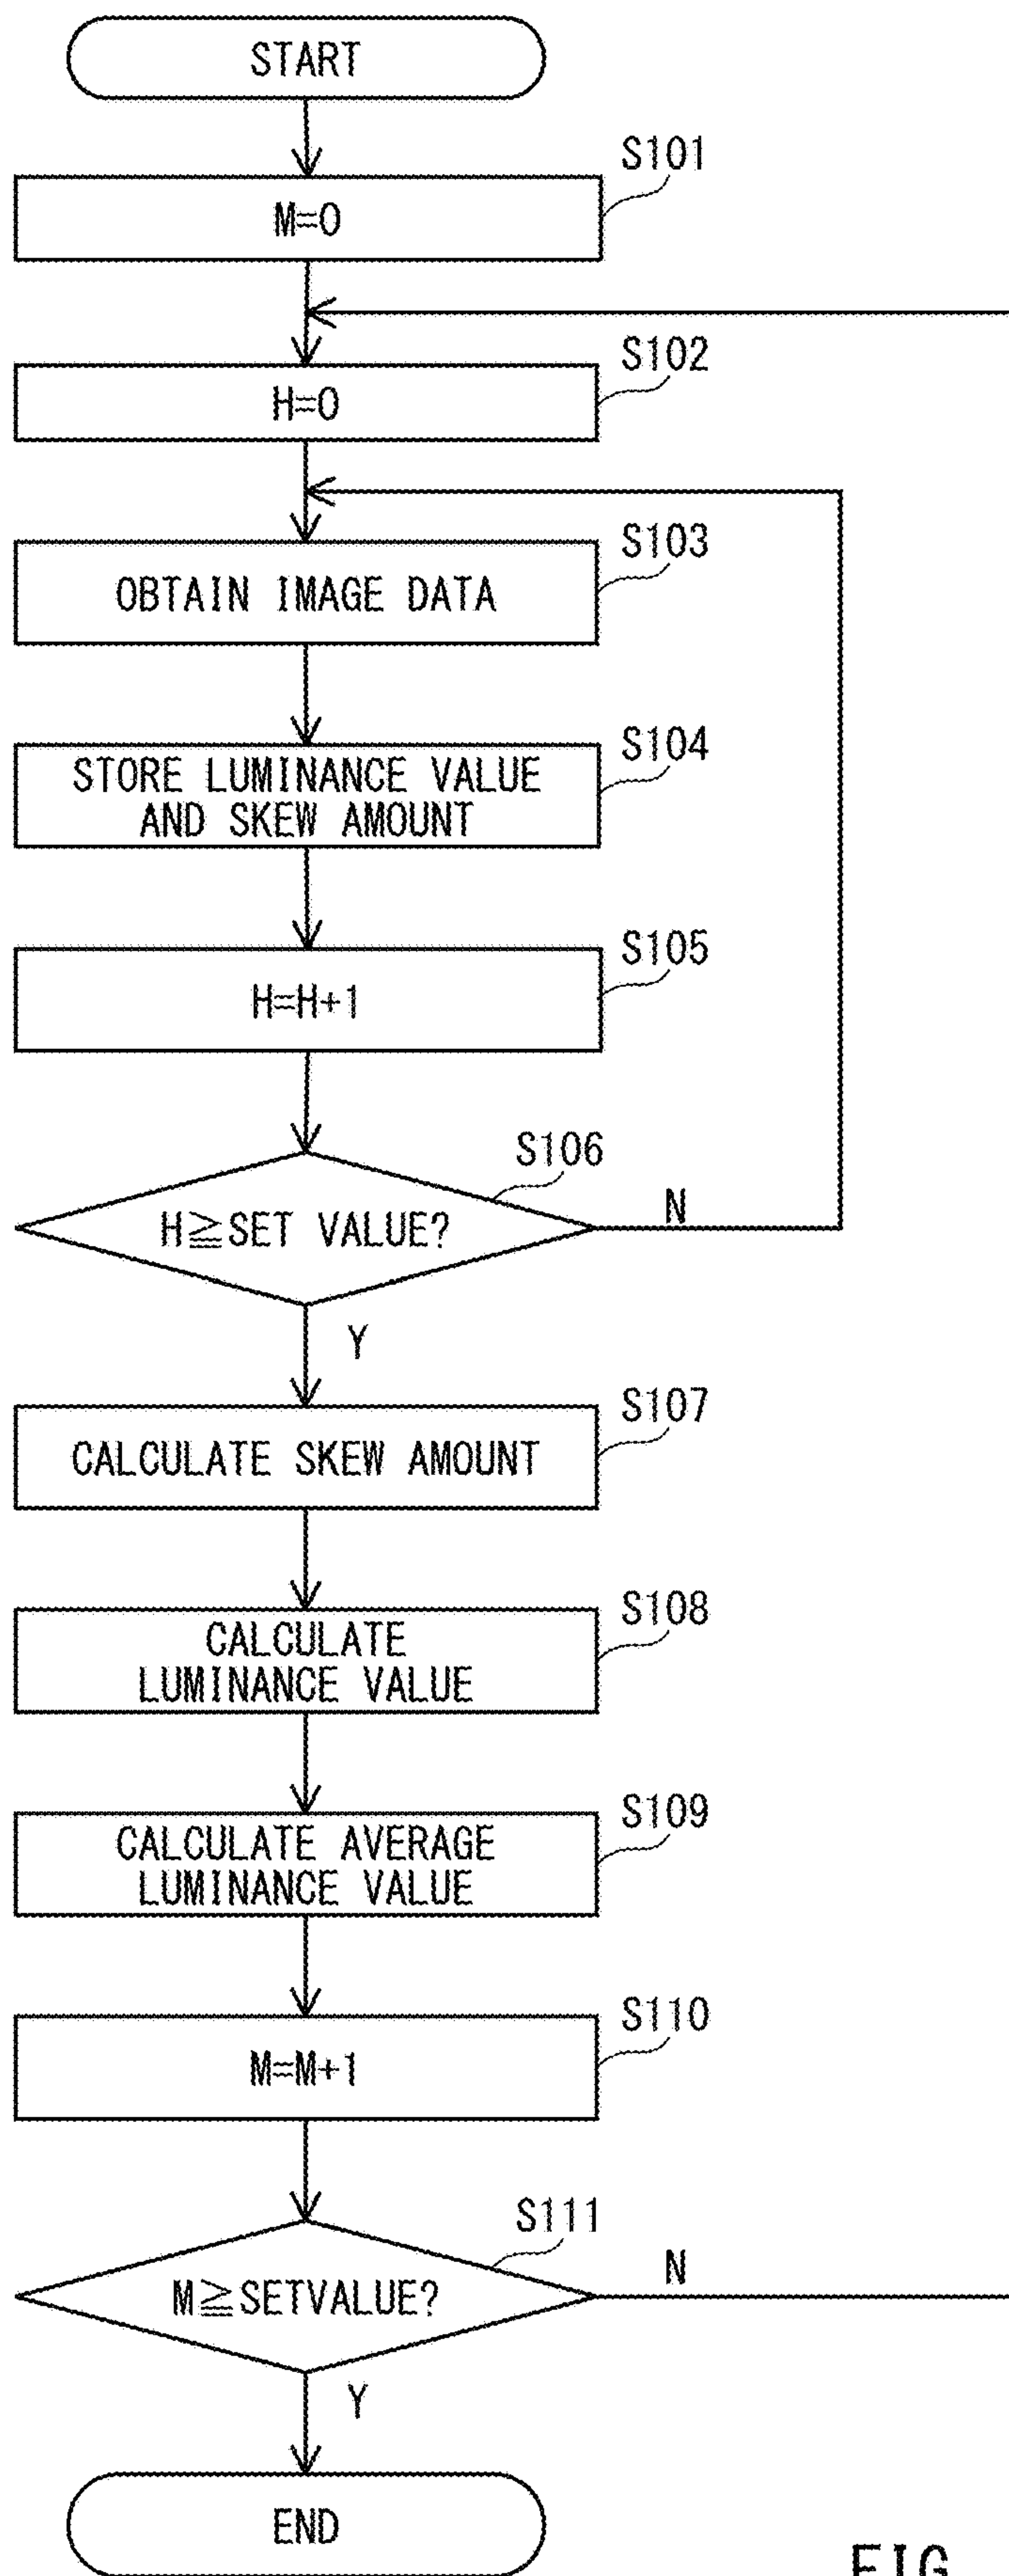 START
S101
M=0
S102
H=0
S103
OBTAIN IMAGE DATA
S104
STORE LUMINANCE VALUE
AND SKEW AMOUNT
S105
H=H+1
S106
H≧SET VALUE?
N
Y
S107
CALCULATE SKEW AMOUNT
S108
CALCULATE
LUMINANCE VALUE
S109
CALCULATE AVERAGE
LUMINANCE VALUE
S110
M=M+1
S111
M≧SETVALUE?
N
Y
END
FIG